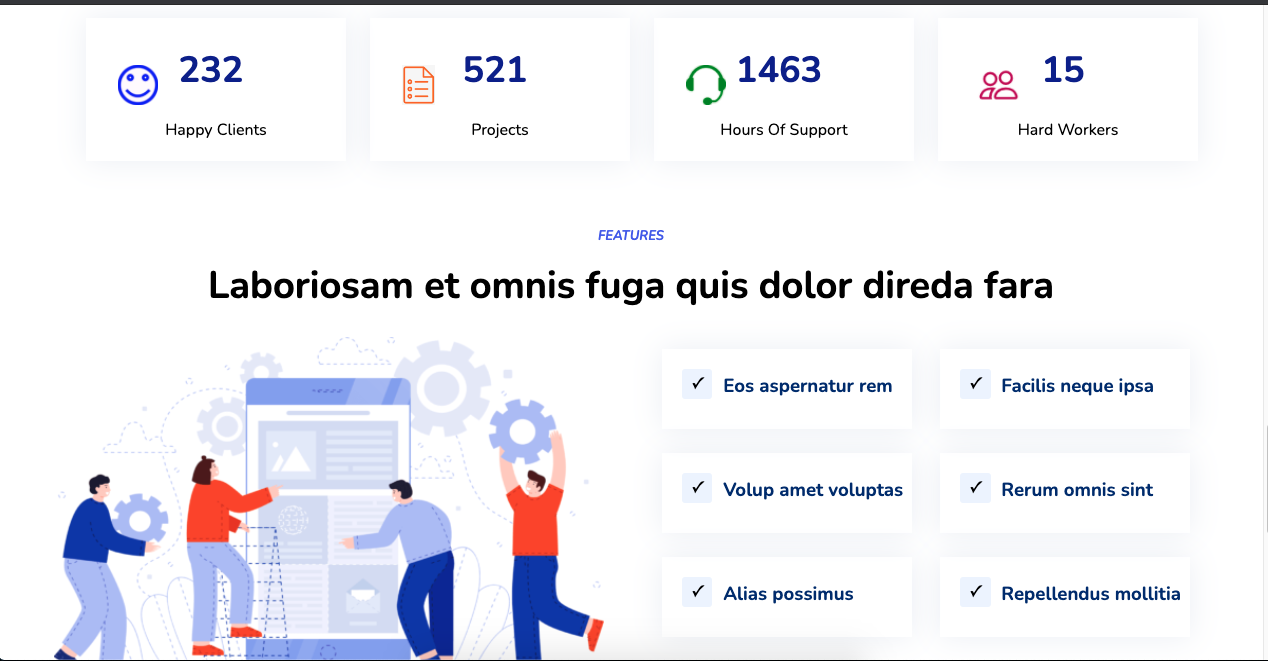 232
Happy Clients
521
Projects
1463
Hours Of Support
15
Hard Workers
FEATURES
Laboriosam et omnis fuga quis dolor direda fara
Eos aspernatur rem
Facilis neque ipsa
Volup amet voluptas
Rerum omnis sint
Alias possimus
Repellendus mollitia